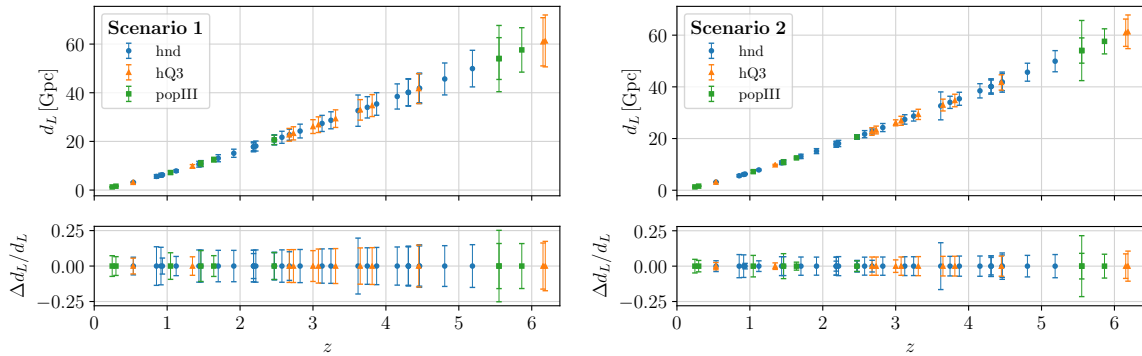 Scenario 1
hnd
hQ3
popIII
d_L [Gpc]
60
40
20
0
Δd_L/d_L
0.25
0.00
−0.25
0 1 2 3 4 5 6
z
Scenario 2
hnd
hQ3
popIII
d_L [Gpc]
60
40
20
0
Δd_L/d_L
0.25
0.00
−0.25
0 1 2 3 4 5 6
z